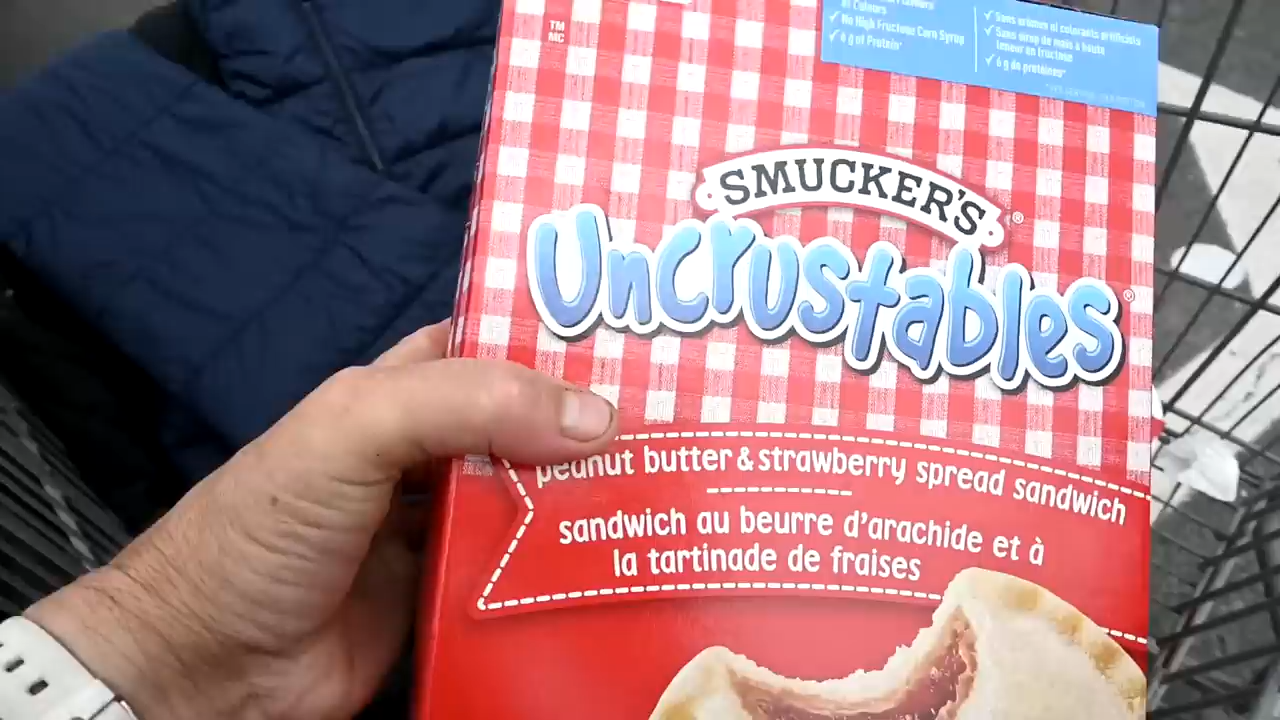 TM
MC
al Colours
✓ No High Fructose Corn Syrup
✓ 6 g of Protein*
✓ Sans arômes ni colorants artificiels
✓ Sans sirop de maïs à haute
teneur en fructose
✓ 6 g de protéines*
SMUCKER'S®
Uncrustables®
peanut butter & strawberry spread sandwich
sandwich au beurre d'arachide et à
la tartinade de fraises